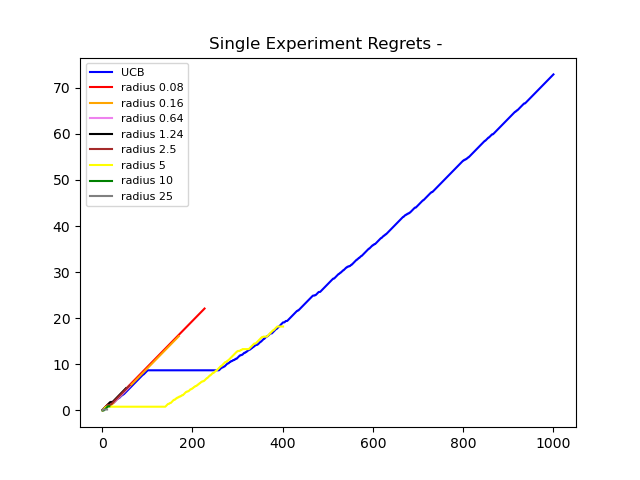 Single Experiment Regrets -
UCB
radius 0.08
radius 0.16
radius 0.64
radius 1.24
radius 2.5
radius 5
radius 10
radius 25
70
60
50
40
30
20
10
0
0 200 400 600 800 1000